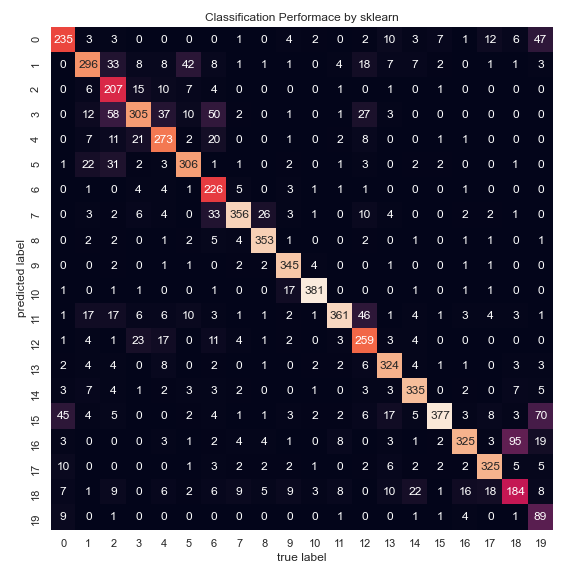 Classification Performace by sklearn
0 235 3 3 0 0 0 0 1 0 4 2 0 2 10 3 7 1 12 6 47
1 0 296 33 8 8 42 8 1 1 1 0 4 18 7 7 2 0 1 1 3
2 0 6 207 15 10 7 4 0 0 0 0 1 0 1 0 1 0 0 0 0
3 0 12 58 305 37 10 50 2 0 1 0 1 27 3 0 0 0 0 0 0
4 0 7 11 21 273 2 20 0 0 1 0 2 8 0 0 1 1 0 0 0
5 1 22 31 2 3 306 1 1 0 2 0 1 3 0 2 2 0 0 1 0
6 0 1 0 4 4 1 226 5 0 3 1 1 1 0 0 0 1 0 0 0
7 0 3 2 6 4 0 33 356 26 3 1 0 10 4 0 0 2 2 1 0
8 0 2 2 0 1 2 5 4 353 1 0 0 2 0 1 0 1 1 0 1
9 0 0 2 0 1 1 0 2 2 345 4 0 0 1 0 0 1 1 0 0
10 1 0 1 1 0 1 0 0 0 17 381 0 0 0 1 0 1 1 0 0
11 1 17 17 6 6 10 3 1 1 2 1 361 46 1 4 1 3 4 3 1
12 1 4 1 23 17 0 11 4 1 2 0 3 259 3 4 0 0 0 0 0
13 2 4 4 0 8 0 2 0 1 0 2 2 6 324 4 1 1 0 3 3
14 3 7 4 1 2 3 3 2 0 0 1 0 3 3 335 0 2 0 7 5
15 45 4 5 0 0 2 4 1 1 3 2 2 6 17 5 377 3 8 3 70
16 3 0 0 0 3 1 2 4 4 1 0 8 0 3 1 2 325 3 95 19
17 10 0 0 0 0 1 3 2 2 1 0 2 6 2 2 2 325 5 5
18 7 1 9 0 6 2 6 9 5 9 3 8 0 10 22 1 16 18 184 8
19 9 0 1 0 0 0 0 0 0 0 0 1 0 0 1 1 4 0 1 89
0 1 2 3 4 5 6 7 8 9 10 11 12 13 14 15 16 17 18 19
predicted label
true label